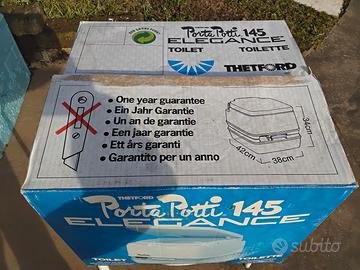 Porta Potti 145
ELEGANCE
TOILET TOILETTE
THETFORD
• One year guarantee
• Ein Jahr Garantie
• Un an de garantie
• Een jaar garantie
• Ett års garanti
• Garantito per un anno
34cm
42cm
38cm
THETFORD
Porta Potti 145
ELEGANCE
TOILET
TOILETTE
subito